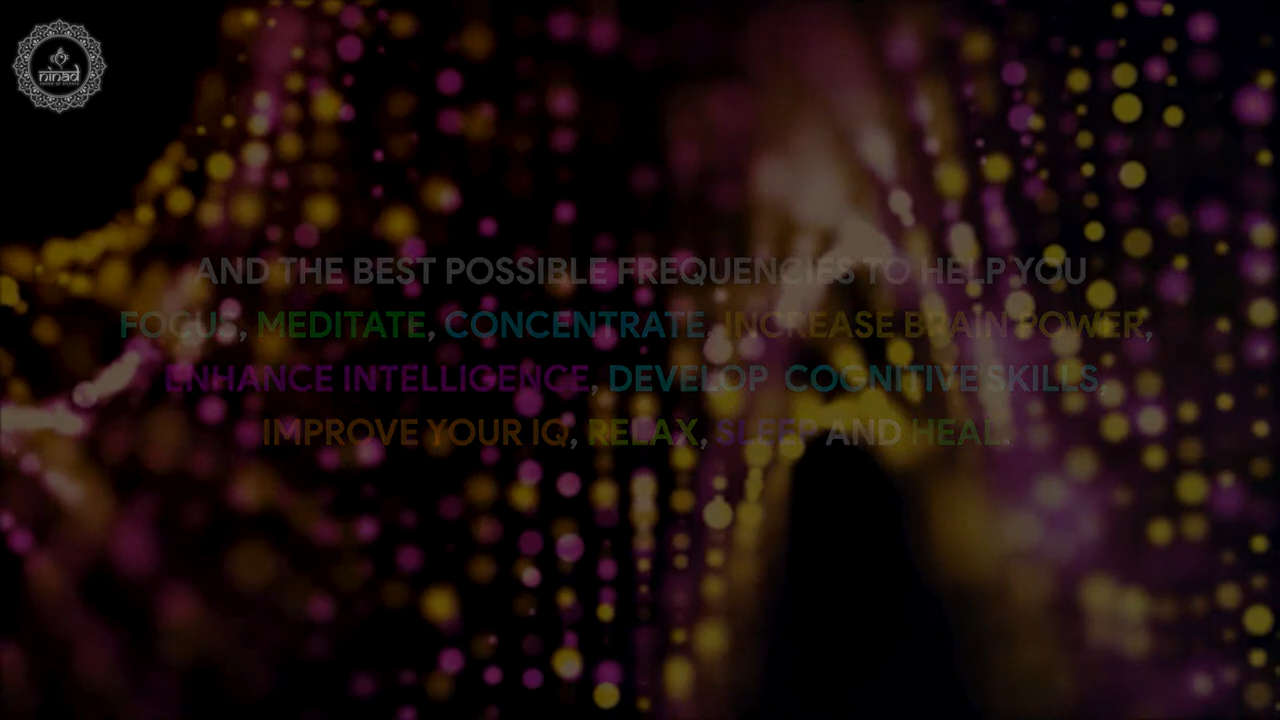 ninad
AND THE BEST POSSIBLE FREQUENCIES TO HELP YOU
FOCUS, MEDITATE, CONCENTRATE, INCREASE BRAIN POWER,
ENHANCE INTELLIGENCE, DEVELOP COGNITIVE SKILLS,
IMPROVE YOUR IQ, RELAX, SLEEP AND HEAL.